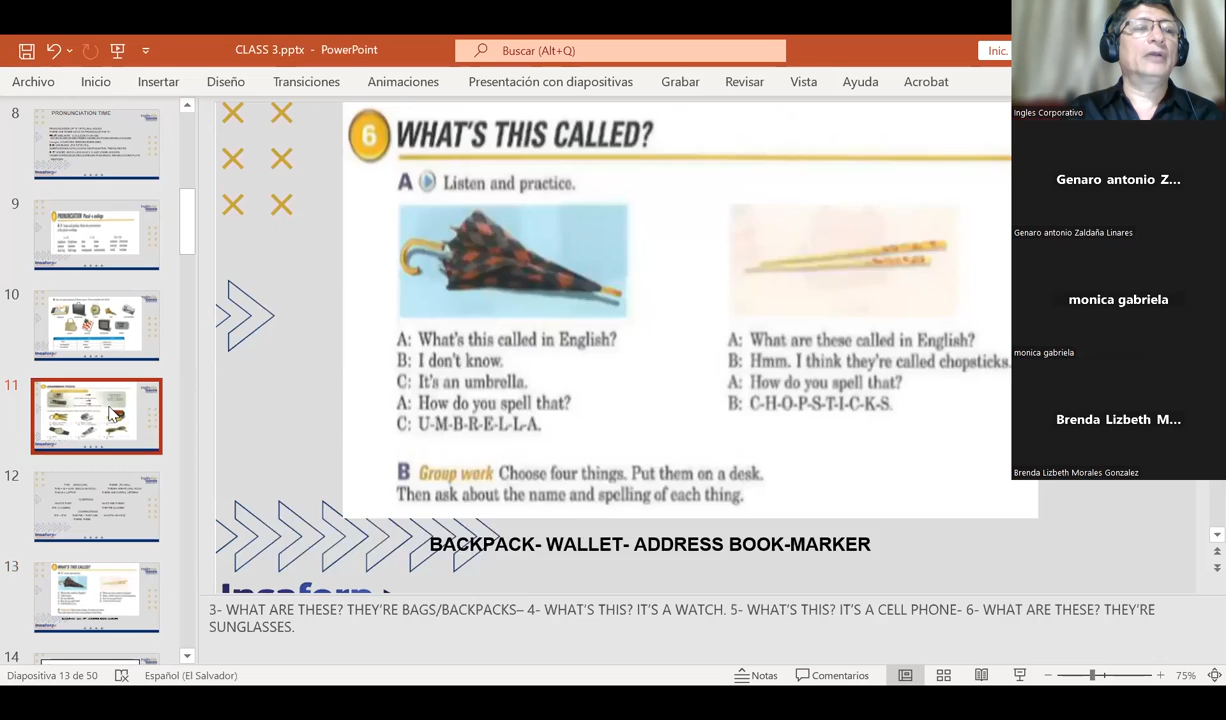 CLASS 3.pptx - PowerPoint
Buscar (Alt+Q)
Inic.
Archivo Inicio Insertar Diseño Transiciones Animaciones Presentación con diapositivas Grabar Revisar Vista Ayuda Acrobat
Ingles Corporativo
Genaro antonio Z...
Genaro antonio Zaldaña Linares
monica gabriela
monica gabriela
Brenda Lizbeth M...
Brenda Lizbeth Morales Gonzalez
8
PRONUNCIATION TIME
9
10
11
12
13
WHAT'S THIS CALLED?
14
6 WHAT'S THIS CALLED?
A Listen and practice.
A: What's this called in English?
B: I don't know.
C: It's an umbrella.
A: How do you spell that?
C: U-M-B-R-E-L-L-A.
A: What are these called in English?
B: Hmm. I think they're called chopsticks.
A: How do you spell that?
B: C-H-O-P-S-T-I-C-K-S.
B Group work Choose four things. Put them on a desk.
Then ask about the name and spelling of each thing.
BACKPACK- WALLET- ADDRESS BOOK-MARKER
3- WHAT ARE THESE? THEY'RE BAGS/BACKPACKS– 4- WHAT'S THIS? IT'S A WATCH. 5- WHAT'S THIS? IT'S A CELL PHONE- 6- WHAT ARE THESE? THEY'RE
SUNGLASSES.
Diapositiva 13 de 50 Español (El Salvador) Notas Comentarios 75%